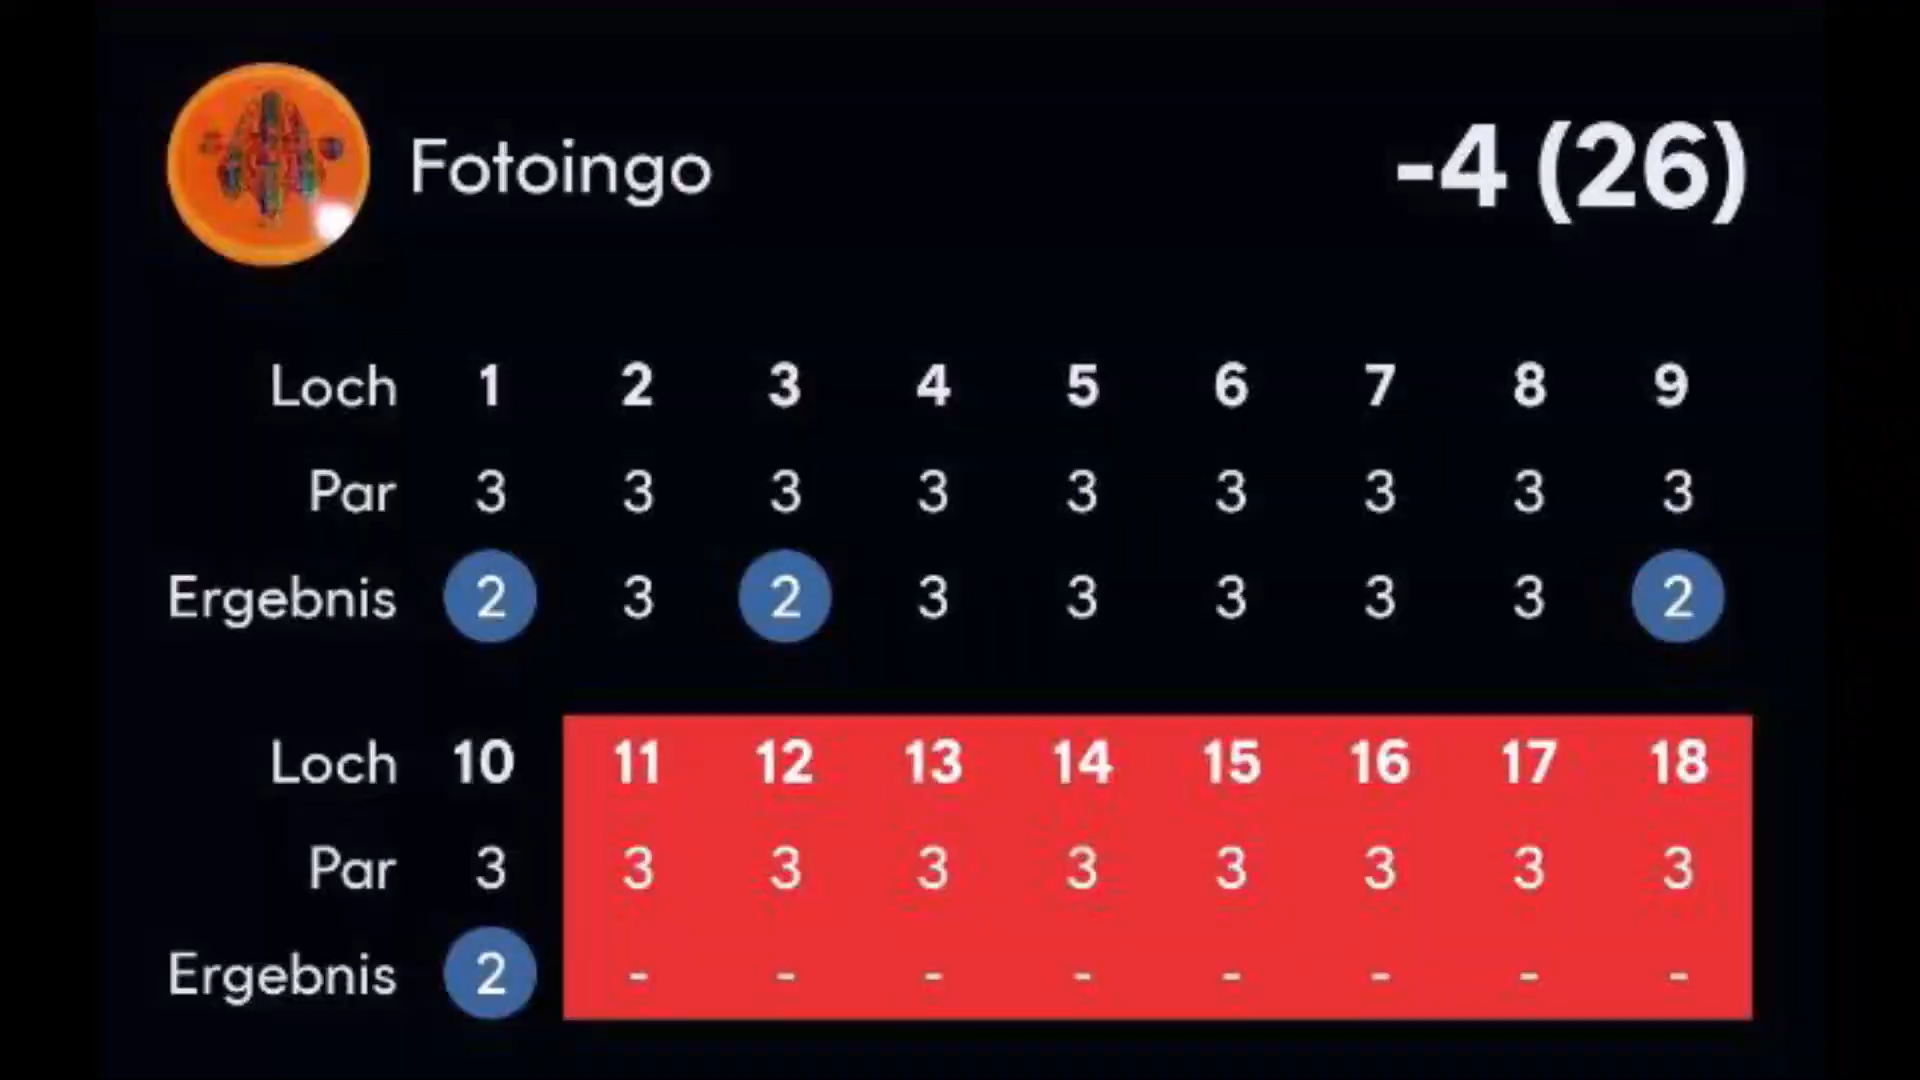 Fotoingo -4 (26)
Loch 1 2 3 4 5 6 7 8 9
Par 3 3 3 3 3 3 3 3 3
Ergebnis 2 3 2 3 3 3 3 3 2
Loch 10 11 12 13 14 15 16 17 18
Par 3 3 3 3 3 3 3 3 3
Ergebnis 2 - - - - - - - -